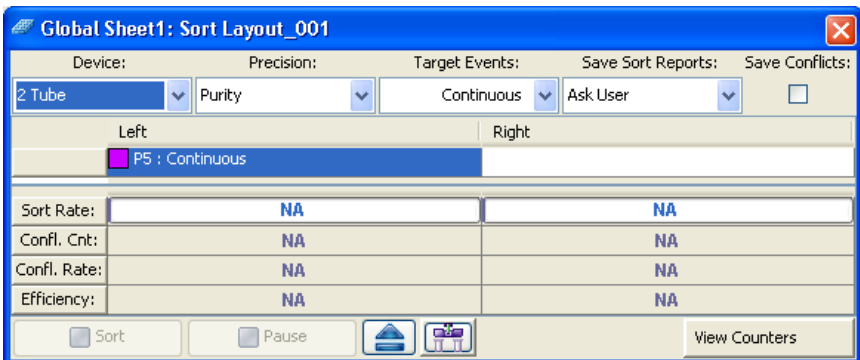 Global Sheet1: Sort Layout_001
Device: Precision: Target Events: Save Sort Reports: Save Conflicts:
2 Tube Purity Continuous Ask User
Left Right
P5 : Continuous
Sort Rate: NA NA
Confl. Cnt: NA NA
Confl. Rate: NA NA
Efficiency: NA NA
Sort Pause View Counters